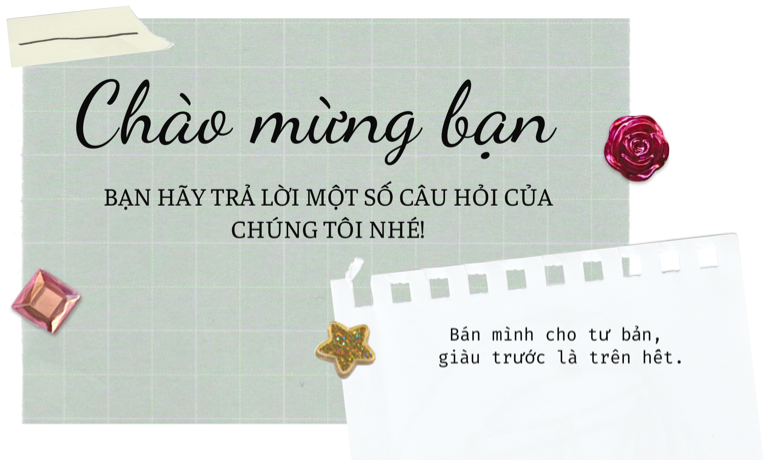 Chào mừng bạn
BẠN HÃY TRẢ LỜI MỘT SỐ CÂU HỎI CỦA
CHÚNG TÔI NHÉ!
Bán mình cho tư bản,
giàu trước là trên hết.